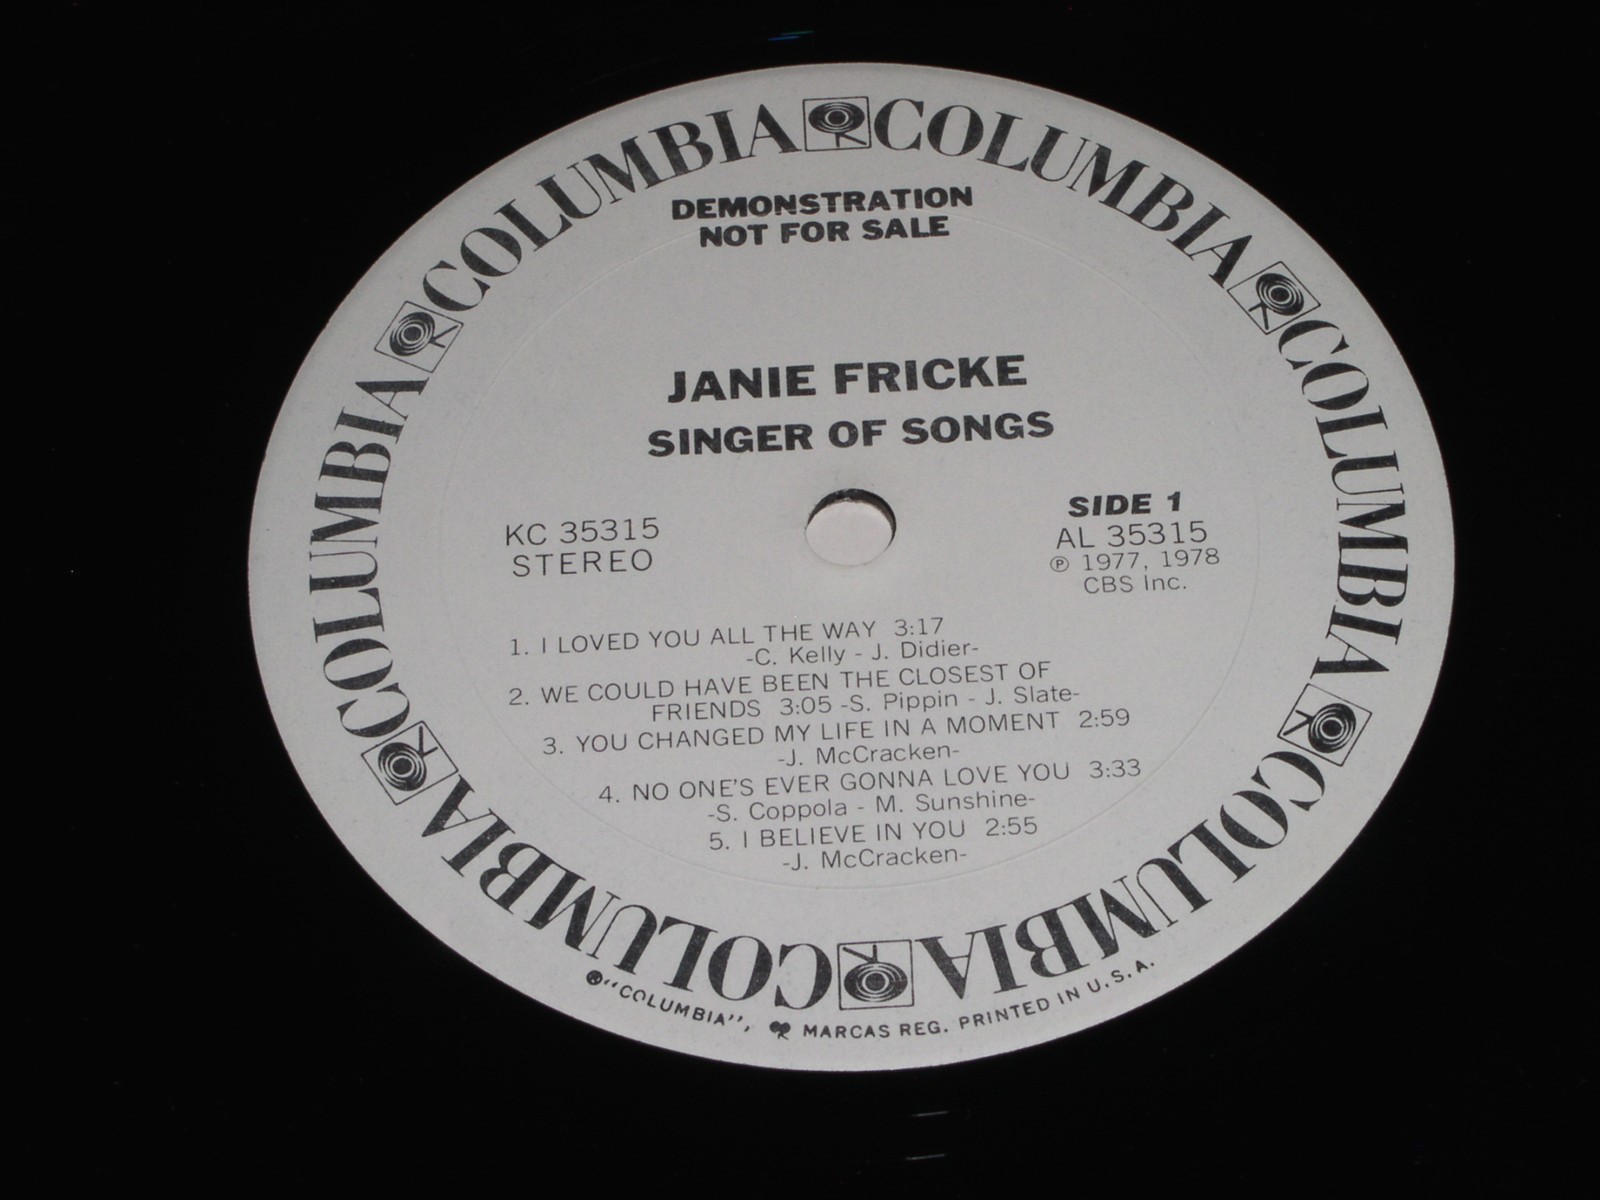 COLUMBIA COLUMBIA COLUMBIA COLUMBIA COLUMBIA COLUMBIA
DEMONSTRATION
NOT FOR SALE
JANIE FRICKE
SINGER OF SONGS
KC 35315
STEREO
SIDE 1
AL 35315
℗ 1977, 1978
CBS Inc.
1. I LOVED YOU ALL THE WAY 3:17
-C. Kelly - J. Didier-
2. WE COULD HAVE BEEN THE CLOSEST OF
FRIENDS 3:05 -S. Pippin - J. Slate-
3. YOU CHANGED MY LIFE IN A MOMENT 2:59
-J. McCracken-
4. NO ONE'S EVER GONNA LOVE YOU 3:33
-S. Coppola - M. Sunshine-
5. I BELIEVE IN YOU 2:55
-J. McCracken-
®"COLUMBIA", MARCAS REG. PRINTED IN U.S.A.